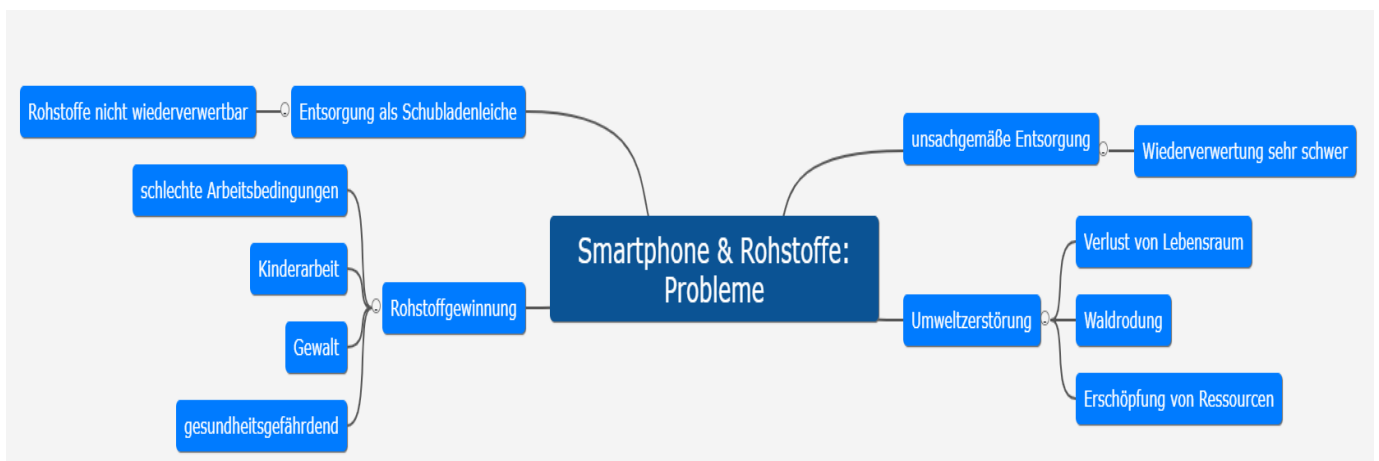 Rohstoffe nicht wiederverwertbar
Entsorgung als Schubladenleiche
schlechte Arbeitsbedingungen
Kinderarbeit
Gewalt
gesundheitsgefährdend
Rohstoffgewinnung
Smartphone & Rohstoffe:
Probleme
unsachgemäße Entsorgung
Wiederverwertung sehr schwer
Umweltzerstörung
Verlust von Lebensraum
Waldrodung
Erschöpfung von Ressourcen